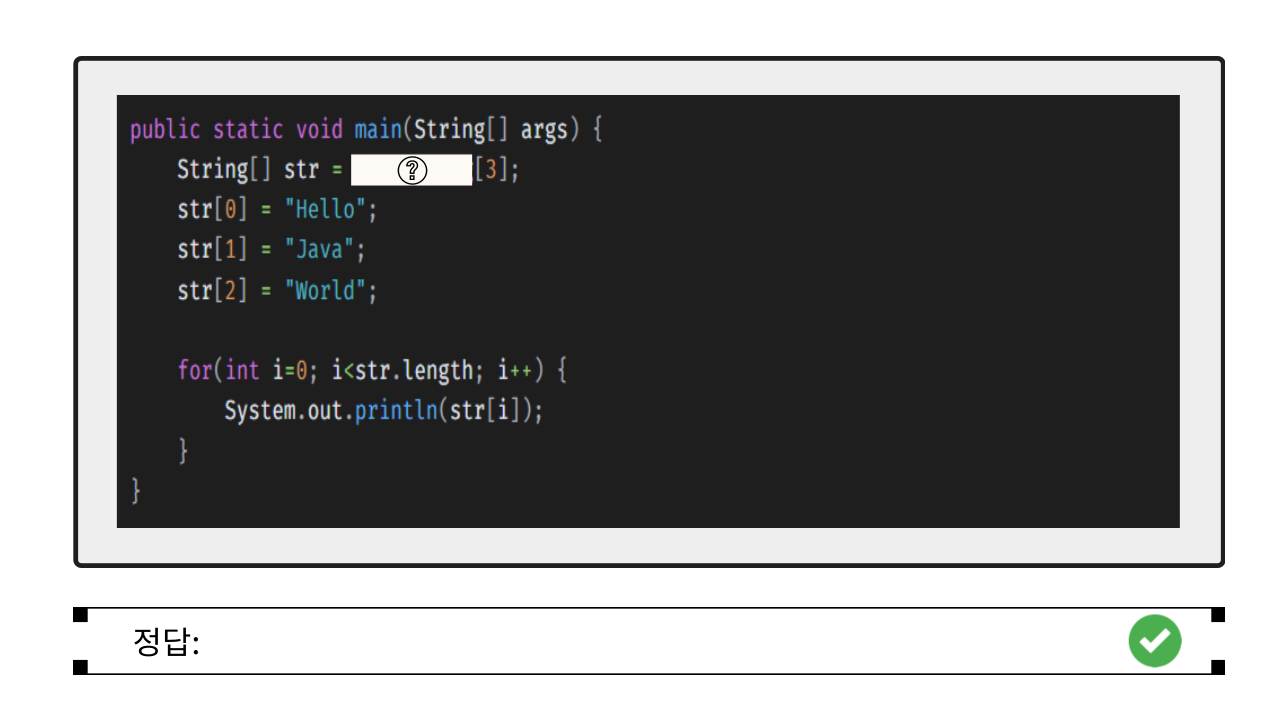 public static void main(String[] args) {
    String[] str = ? [3];
    str[0] = "Hello";
    str[1] = "Java";
    str[2] = "World";
    for(int i=0; i<str.length; i++) {
        System.out.println(str[i]);
    }
}
정답: